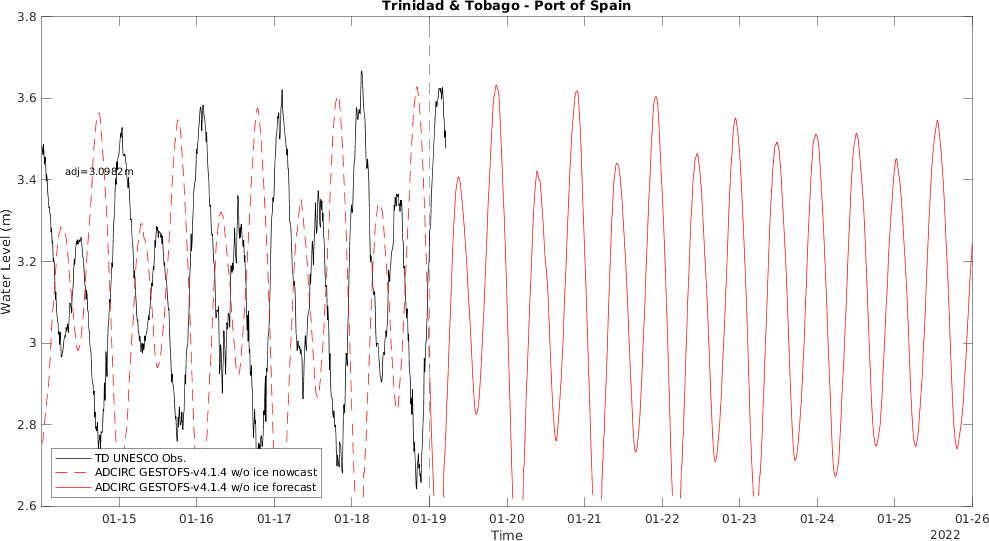 Trinidad & Tobago - Port of Spain
3.8
3.6
3.4
3.2
3
2.8
2.6
Water Level (m)
adj=3.0982m
TD UNESCO Obs.
ADCIRC GESTOFS-v4.1.4 w/o ice nowcast
ADCIRC GESTOFS-v4.1.4 w/o ice forecast
01-15 01-16 01-17 01-18 01-19 01-20 01-21 01-22 01-23 01-24 01-25 01-26
Time
2022